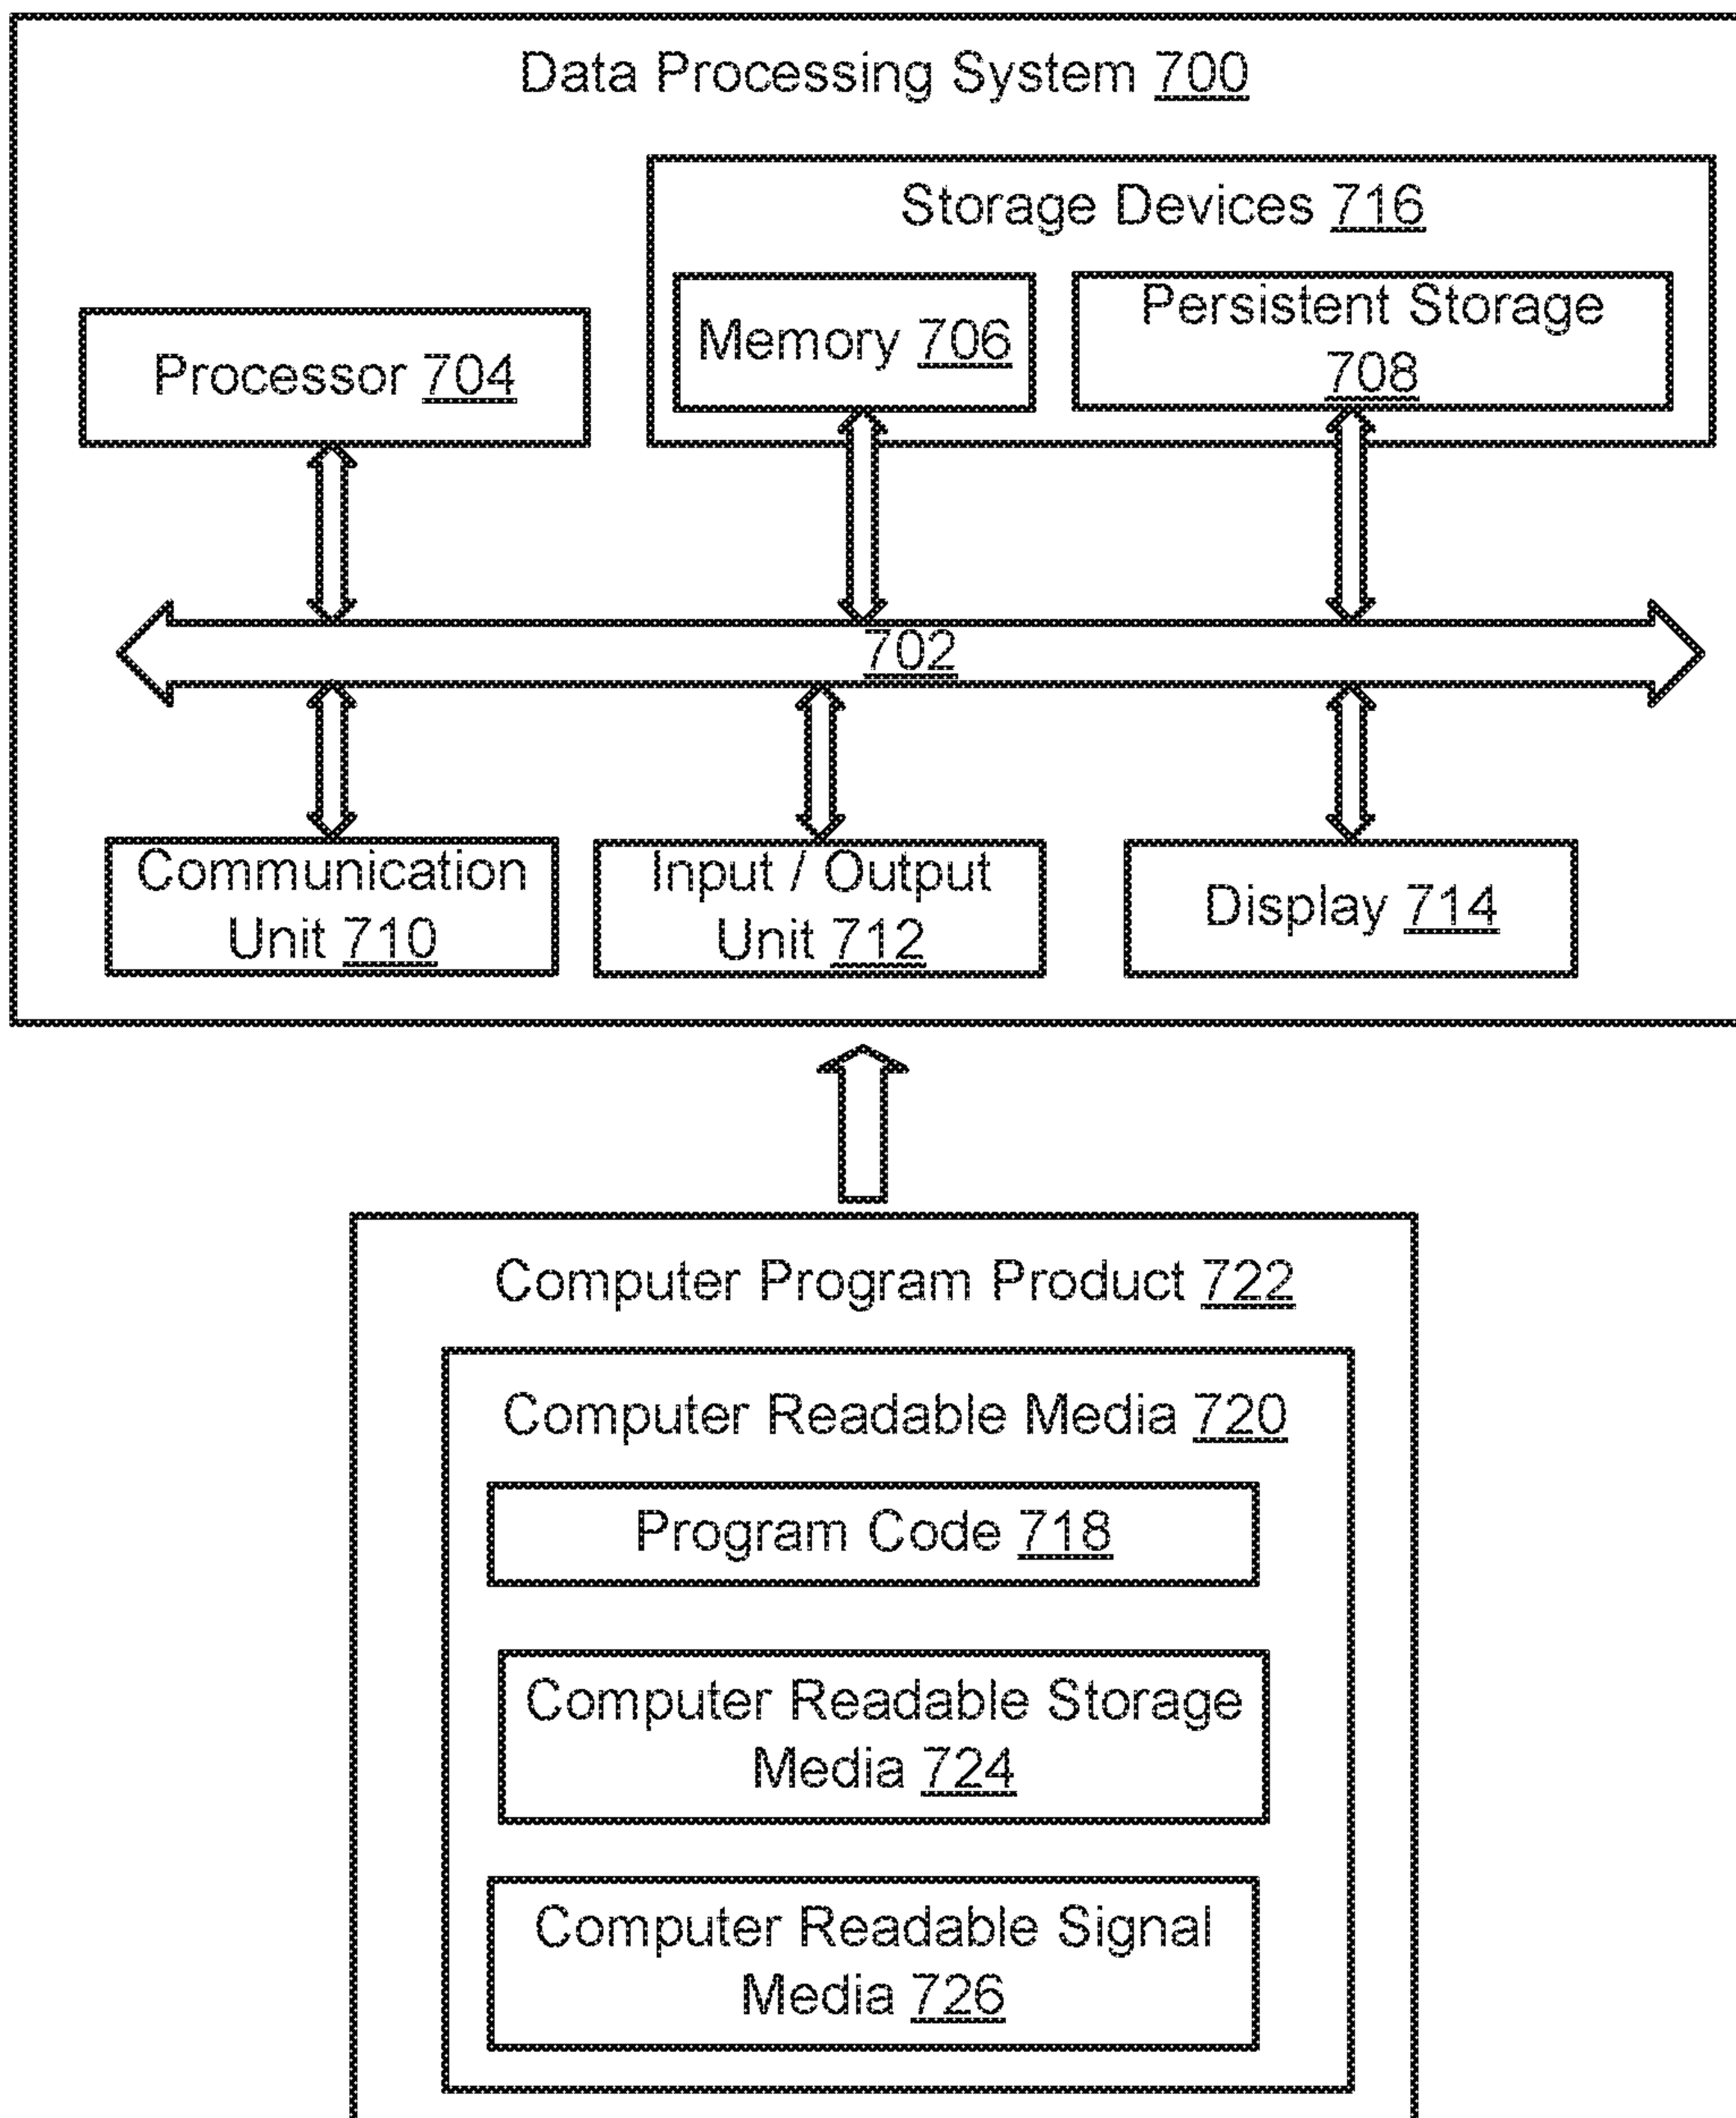 Data Processing System 700
Storage Devices 716
Memory 706
Persistent Storage
708
Processor 704
702
Communication
Unit 710
Input / Output
Unit 712
Display 714
Computer Program Product 722
Computer Readable Media 720
Program Code 718
Computer Readable Storage
Media 724
Computer Readable Signal
Media 726